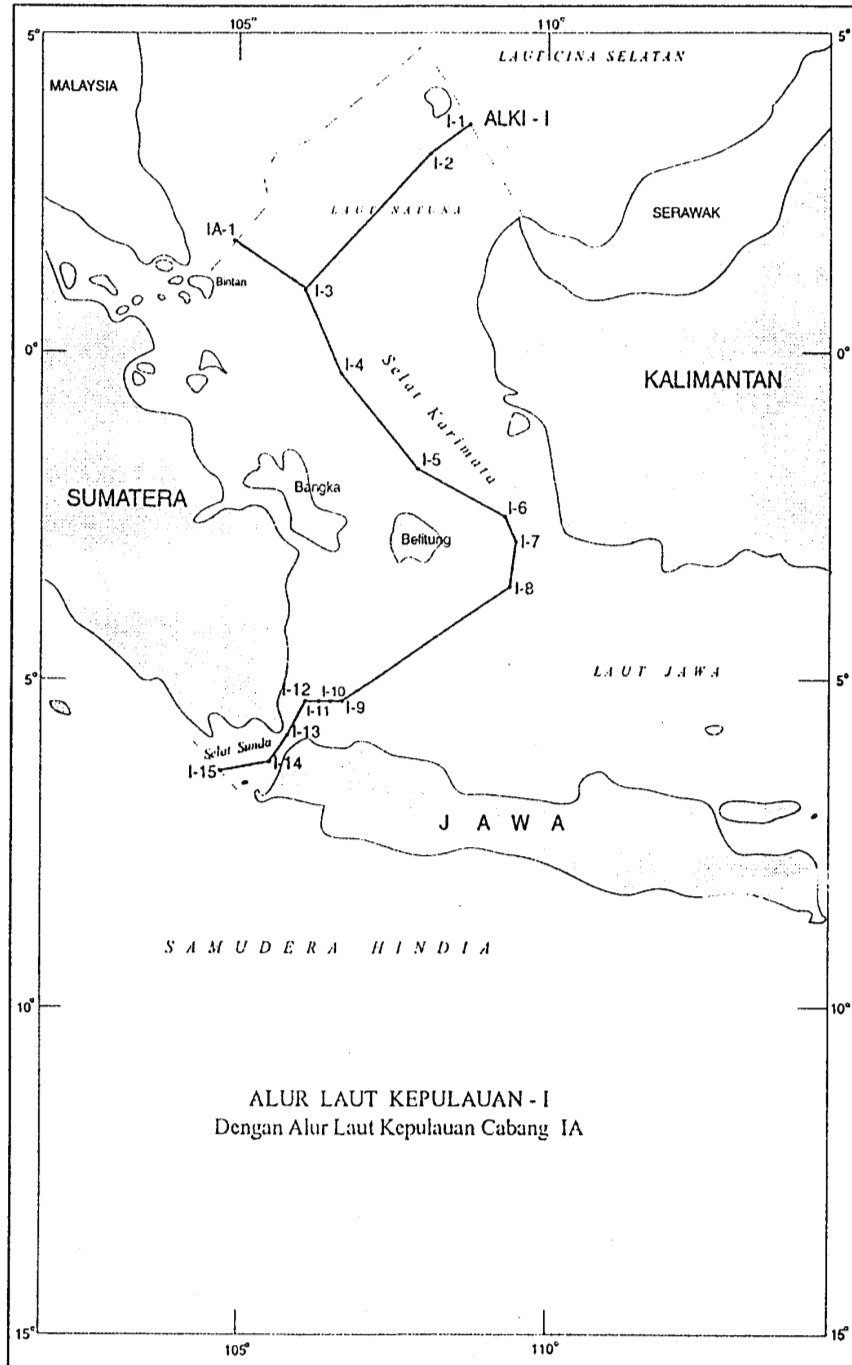 105° 110°
5° 5°
LAUT CINA SELATAN
MALAYSIA
I-1 ALKI - I
I-2
LAUT NATUNA
SERAWAK
IA-1
Bintan
I-3
0° 0°
I-4
Selat Karimata
KALIMANTAN
I-5
Bangka
SUMATERA
I-6
Belitung
I-7
I-8
LAUT JAWA
5° 5°
I-12 I-10
I-11 I-9
I-13
Selat Sunda
I-14
I-15
J A W A
S A M U D E R A H I N D I A
10° 10°
ALUR LAUT KEPULAUAN - I
Dengan Alur Laut Kepulauan Cabang IA
15° 15°
105° 110°